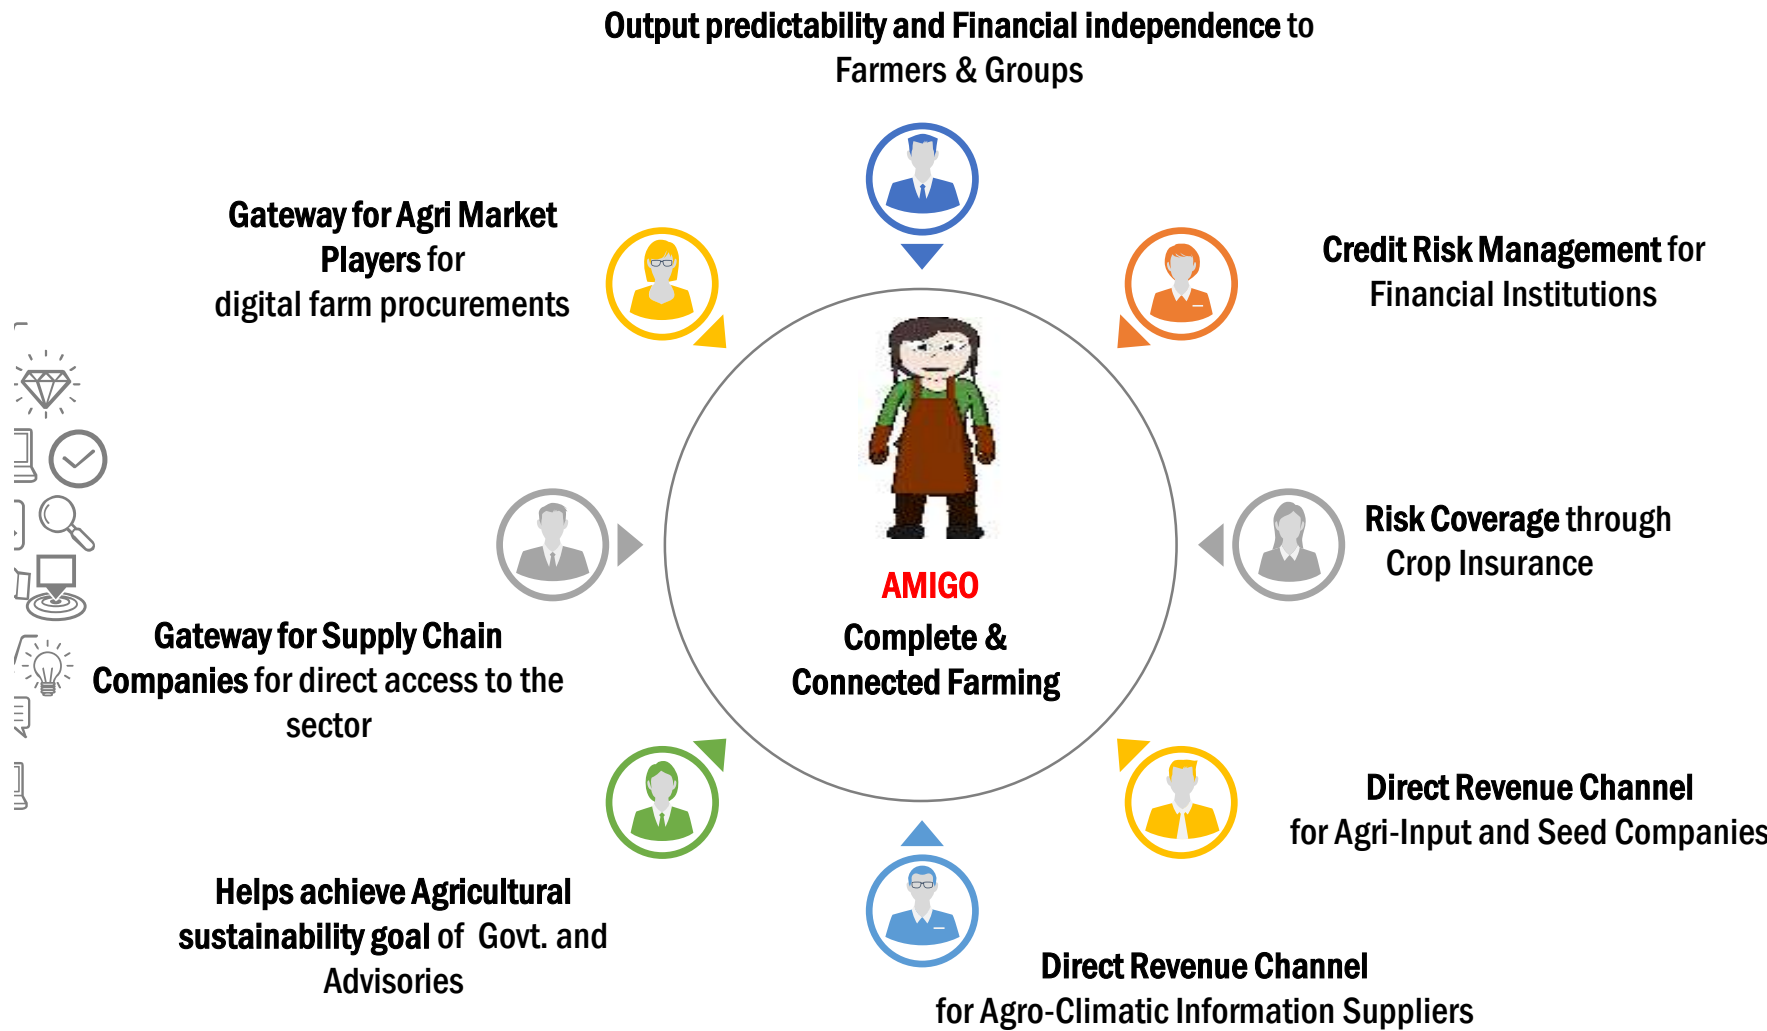 Output predictability and Financial independence to
Farmers & Groups
Gateway for Agri Market
Players for
digital farm procurements
Credit Risk Management for
Financial Institutions
Risk Coverage through
Crop Insurance
AMIGO
Complete &
Connected Farming
Gateway for Supply Chain
Companies for direct access to the
sector
Direct Revenue Channel
for Agri-Input and Seed Companies
Helps achieve Agricultural
sustainability goal of Govt. and
Advisories
Direct Revenue Channel
for Agro-Climatic Information Suppliers